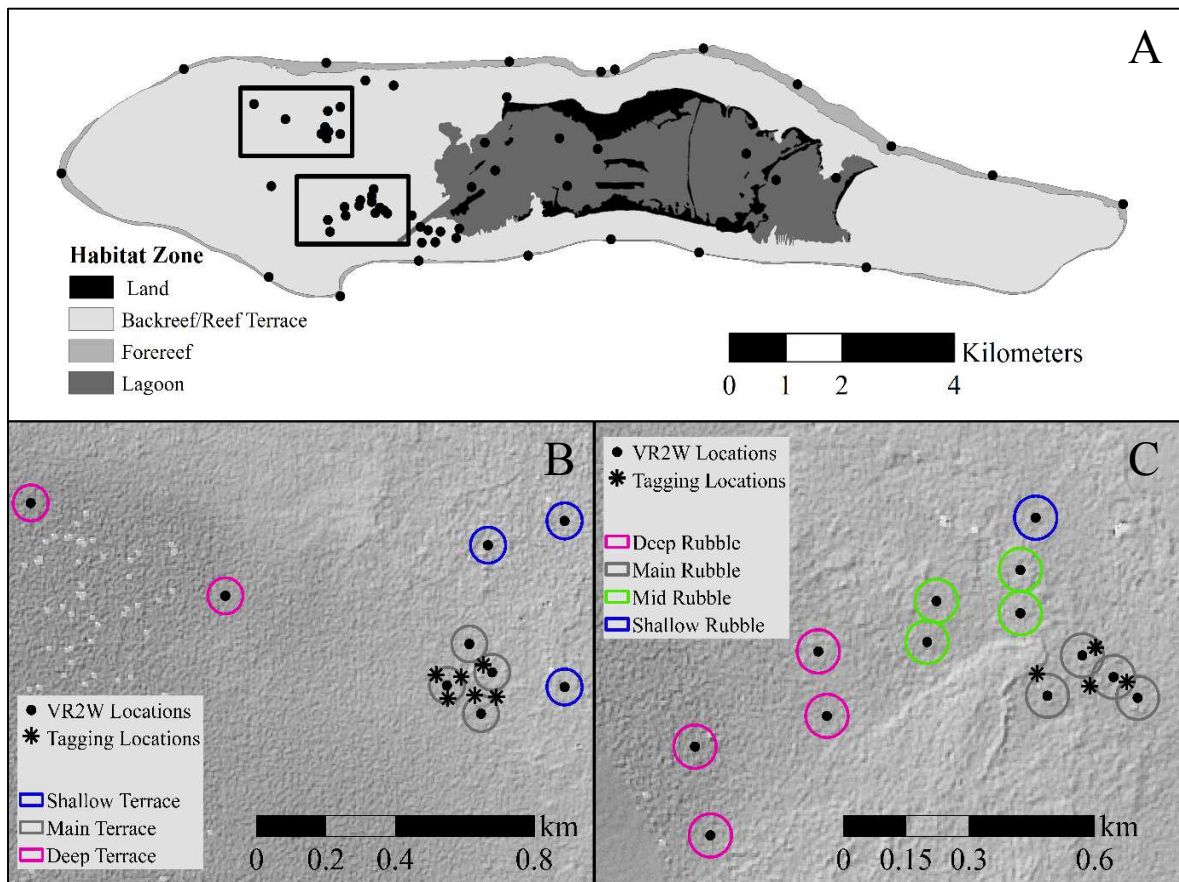 A
Habitat Zone
Land
Backreef/Reef Terrace
Forereef
Lagoon
Kilometers
0 1 2 4
B
VR2W Locations
Tagging Locations
Shallow Terrace
Main Terrace
Deep Terrace
km
0 0.2 0.4 0.8
C
VR2W Locations
Tagging Locations
Deep Rubble
Main Rubble
Mid Rubble
Shallow Rubble
km
0 0.15 0.3 0.6